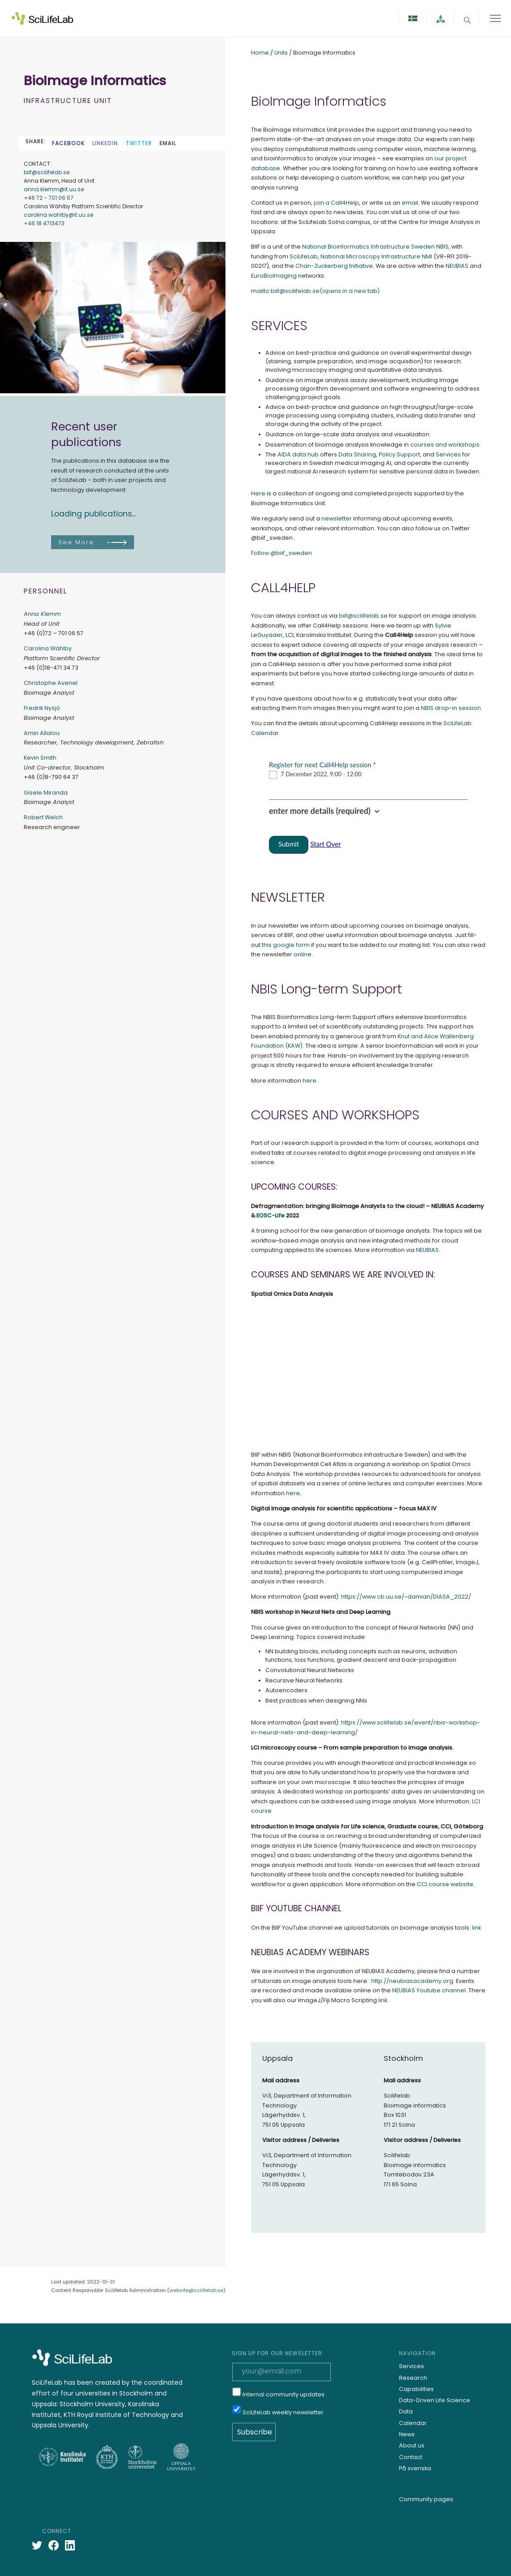 SciLifeLab
BioImage Informatics
INFRASTRUCTURE UNIT
SHARE: FACEBOOK LINKEDIN TWITTER EMAIL
CONTACT:
biif@scilifelab.se
Anna Klemm, Head of Unit
anna.klemm@it.uu.se
+46 72 - 701 06 57
Carolina Wählby Platform Scientific Director
carolina.wahlby@it.uu.se
+46 18 4713473
Recent user
publications
The publications in this database are the
result of research conducted at the units
of SciLifeLab – both in user projects and
technology development.
Loading publications...
See More
PERSONNEL
Anna Klemm
Head of Unit
+46 (0)72 – 701 06 57
Carolina Wählby
Platform Scientific Director
+46 (0)18-471 34 73
Christophe Avenel
Bioimage Analyst
Fredrik Nysjö
Bioimage Analyst
Amin Allalou
Researcher, Technology development, Zebrafish
Kevin Smith
Unit Co-director, Stockholm
+46 (0)8-790 64 37
Gisele Miranda
Bioimage Analyst
Robert Welch
Research engineer
Home / Units / Bioimage Informatics
BioImage Informatics
The BioImage Informatics Unit provides the support you need to
perform state-of-the-art analyses on your image data: Our experts can help
you deploy computational methods using computer vision, machine learning,
and bioinformatics to analyze your images – see examples on our project
database. Whether you are looking for training on how to use existing software
solutions or help developing a custom workflow, we can help you get your
analysis running.
Contact us in person, join a Call4Help, or write us an email. We usually respond
fast. You can visit us at one of our two
locations: at the unit of the SciLifeLab Solna campus, or at the Centre for Image Analysis in
Uppsala.
BIIF is a unit of the National Bioinformatics Infrastructure Sweden NBIS, with
funding from SciLifeLab, National Microscopy Infrastructure NMI (VR-RFI 2019-
00217), and the Chan-Zuckerberg Initiative. We are active within the NEUBIAS and
EuroBioImaging networks.
mailto:biif@scilifelab.se(opens in a new tab)
SERVICES
• Advice on best-practice and guidance on overall experimental design
(staining, sample preparation, image acquisition) for research
involving microscopy imaging and quantitative data analysis.
• Guidance on image analysis assay development, including image
processing algorithm development and software engineering to address
challenging project goals.
• Advice on best-practice and guidance on high throughput/large-scale
image processing using computer clusters, including data transfer and
storage during the activity of the project.
• Guidance on large-scale data analysis and visualization.
• Dissemination of bioimage analysis knowledge in courses and workshops.
• The AIDA data hub offers Data Sharing, Policy Support, and Services for
researchers in Swedish medical imaging AI, and operate the currently
largest national AI research system for sensitive personal data in Sweden.
Here is a collection of ongoing and completed projects supported by the
BioImage Informatics Unit.
We regularly send out a newsletter informing about upcoming events,
workshops, and other relevant information. You can also follow us on Twitter
@biif_sweden .
Follow @biif_sweden
CALL4HELP
You can always contact us via biif@scilifelab.se for support on image analysis.
Additionally, we offer Call4Help sessions. Here we team up with Sylvie
LeGuyader, LCI, Karolinska Institutet. During the Call4Help session you will have
access to expert advice covering all aspects of your image analysis research –
from the acquisition of digital images to the finished analysis. The ideal time to
join a Call4Help session is after you have performed a first small pilot
experiment but before you have started acquiring large amounts of data in
earnest.
If you have questions about how to e.g. statistically treat your data after
extracting them from images then you might want to join a NBIS drop-in session.
You can find the details about upcoming Call4Help sessions in the SciLifeLab
Calendar.
Register for next Call4Help session *
7 December 2022, 9:00 - 12:00
enter more details (required)
Submit Start Over
NEWSLETTER
In our newsletter we inform about upcoming courses on bioimage analysis,
services of BIIF, and other useful information about bioimage analysis. Just fill-
out this google form if you want to be added to our mailing list. You can also read
the newsletter online.
NBIS Long-term Support
The NBIS Bioinformatics Long-term Support offers extensive bioinformatics
support to a limited set of scientifically outstanding projects. This support has
been enabled primarily by a generous grant from Knut and Alice Wallenberg
Foundation (KAW). The idea is simple: A senior bioinformatician will work in your
project 500 hours free of charge. Hands-on involvement by the applying research
group is strictly required to ensure efficient knowledge transfer.
More information here .
COURSES AND WORKSHOPS
Part of our research support is provided in the form of courses, workshops and
invited talks at courses related to digital image processing and analysis in life
science.
UPCOMING COURSES:
Defragmentation: bringing BioImage Analysts to the cloud! – NEUBIAS Academy
& EOSC-Life 2022
A training school for the new generation of bioimage analysts. The topics will be
workflow-based image analysis and new integrated methods for cloud
computing applied to life sciences. More information via NEUBIAS.
COURSES AND SEMINARS WE ARE INVOLVED IN:
Spatial Omics Data Analysis
BIIF within NBIS (National Bioinformatics Infrastructure Sweden) and with the
Human Developmental Cell Atlas is organizing a workshop on Spatial Omics
Data Analysis. The workshop provides resources to advanced tools for analysis
of spatial datasets via a series of online lectures and computer exercises. More
information here.
Digital image analysis for scientific applications – focus MAX IV
The course aims at giving doctoral students and researchers from different
disciplines a sufficient understanding of digital image processing and analysis
techniques to solve basic image analysis problems. The content of the course
includes methods especially suitable for MAX IV data. The course offers an
introduction to several freely available software tools (e.g. CellProfiler, ImageJ,
and ilastik), preparing the participants to start using computerized image
analysis in their research.
More information (past event): https://www.cb.uu.se/~damian/DIASA_2022/
NBIS workshop in Neural Nets and Deep Learning
This course gives an introduction to the concept of Neural Networks (NN) and
Deep Learning. Topics covered include:
• NN building blocks, including concepts such as neurons, activation
functions, loss functions, gradient descent and back-propagation
• Convolutional Neural Networks
• Recursive Neural Networks
• Autoencoders
• Best practices when designing NNs
More information (past event): https://www.scilifelab.se/event/nbis-workshop-
in-neural-nets-and-deep-learning/
LCI microscopy course – From sample preparation to image analysis.
This course provides you with enough theoretical and practical knowledge so
that you are able to fully understand how to properly use the hardware and
software of your own microscope. It also teaches the principles of image
anlaysis. A dedicated workshop on participants' data gives an understanding on
which questions can be addressed using image analysis. More Information: LCI
course
Introduction in Image analysis for Life science, Graduate course, CCI, Göteborg
The focus of the course is on reaching a broad understanding of computerized
image analysis in Life Science (mainly fluorescence and electron microscopy
images) and a basic understanding of the theory and algorithms behind the
image analysis methods and tools. Hands-on exercises will teach a broad
functionality of the tools and concepts needed for building suitable
workflow for a given application. More information on the CCI course website.
BIIF YOUTUBE CHANNEL
On the BIIF YouTube channel we upload tutorials on bioimage analysis tools: link
NEUBIAS ACADEMY WEBINARS
We are involved in the organization of NEUBIAS Academy, please find a number
of tutorials on image analysis tools here: http://neubiasacademy.org. Events
are recorded and made available online on the NEUBIAS Youtube channel. There
you will also our ImageJ/Fiji Macro Scripting link.
Uppsala
Mail address
Vi3, Department of Information
Technology
Lägerhyddsv. 1,
751 05 Uppsala
Visitor address / Deliveries
Vi3, Department of Information
Technology
Lägerhyddsv. 1,
751 05 Uppsala
Stockholm
Mail address
Scilifelab
Bioimage informatics
Box 1031
171 21 Solna
Visitor address / Deliveries
Scilifelab
Bioimage informatics
Tomtebodav 23A
171 65 Solna
Last updated: 2022-10-31
Content Responsible: Scilifelab Administration (website@scilifelab.se)
SciLifeLab
SciLifeLab has been created by the coordinated
effort of four universities in Stockholm and
Uppsala: Stockholm University, Karolinska
Institutet, KTH Royal Institute of Technology and
Uppsala University.
Karolinska
Institutet
KTH
Stockholms
universitet
UPPSALA
UNIVERSITET
CONNECT
SIGN UP FOR OUR NEWSLETTER
your@email.com
Internal community updates
SciLifeLab weekly newsletter
Subscribe
NAVIGATION
Services
Research
Capabilities
Data-Driven Life Science
Data
Calendar
News
About us
Contact
På svenska
Community pages